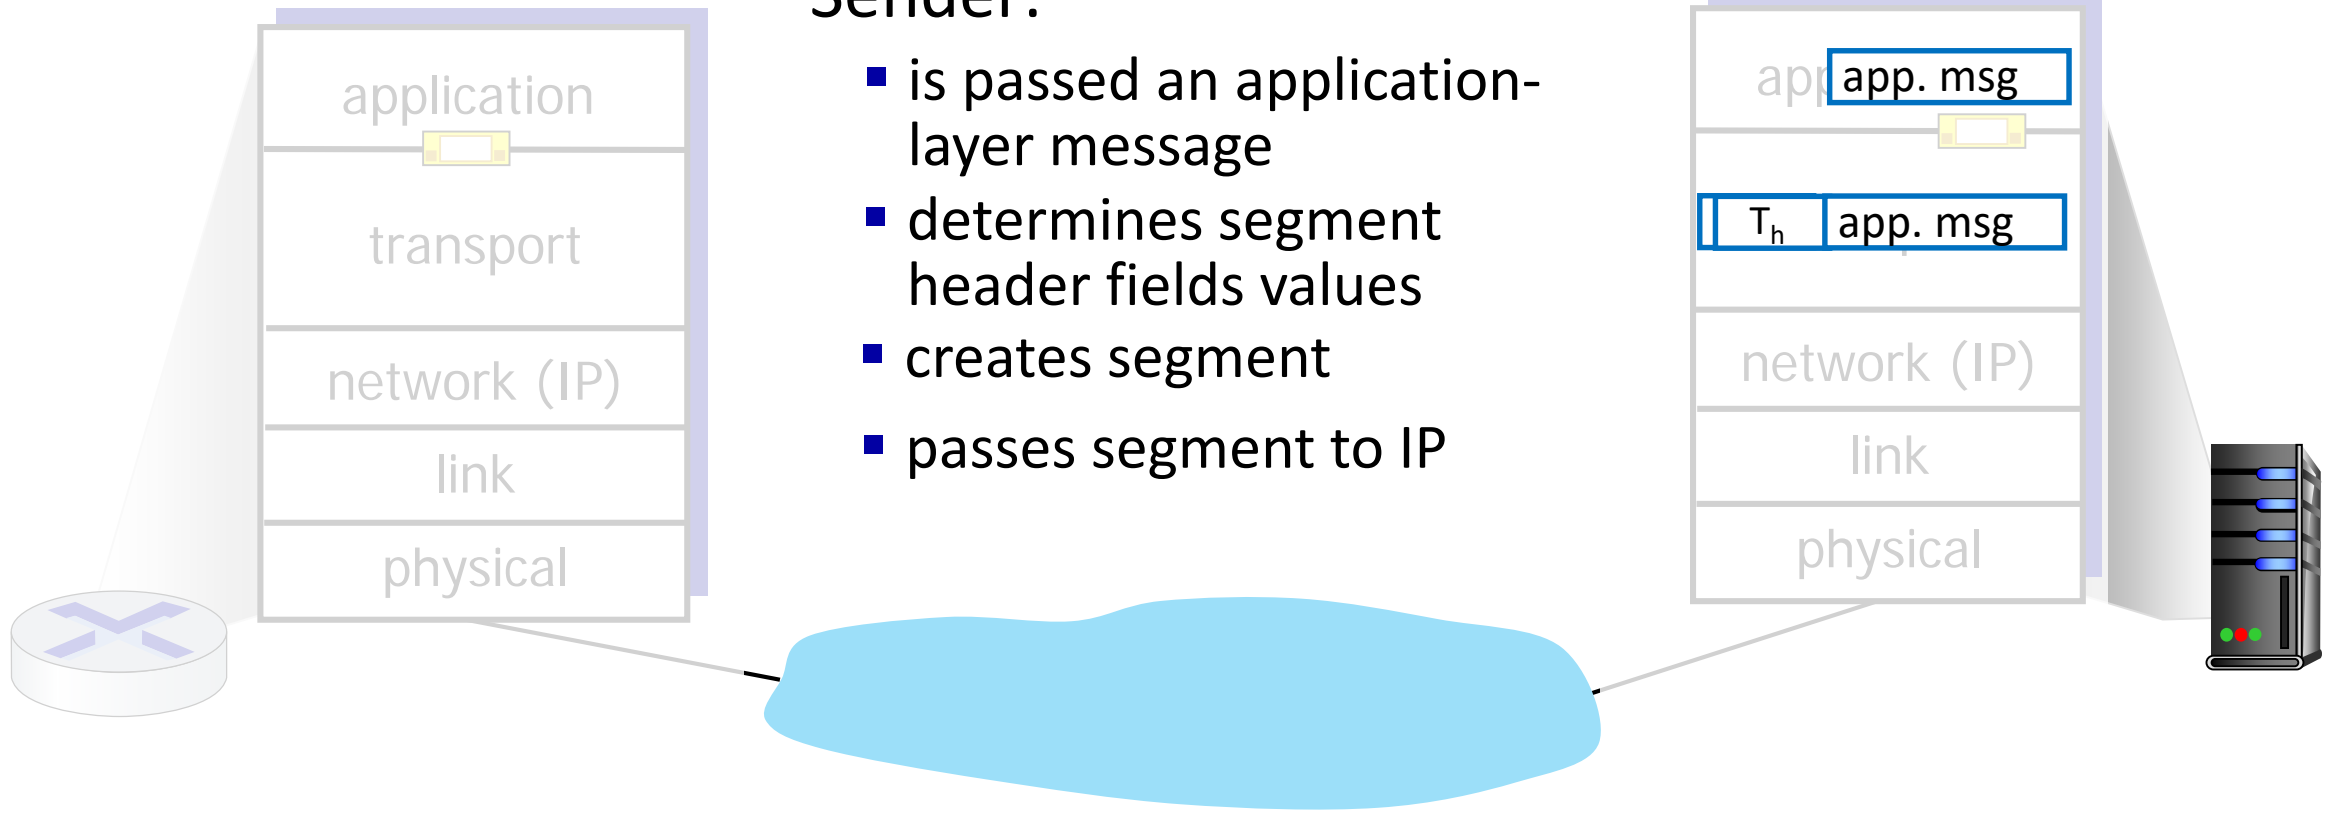 Sender:
is passed an application-
layer message
determines segment
header fields values
creates segment
passes segment to IP
application
transport
network (IP)
link
physical
app. msg
Th app. msg
network (IP)
link
physical